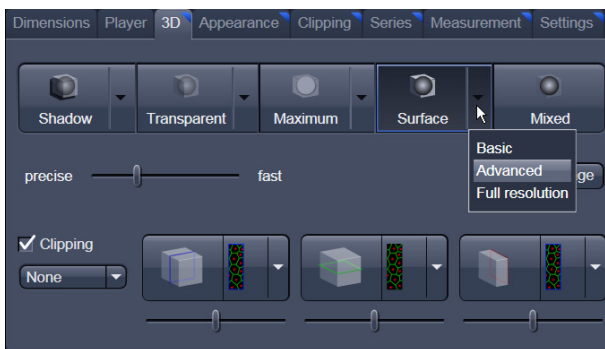 Dimensions Player 3D Appearance Clipping Series Measurement Settings
Shadow Transparent Maximum Surface Mixed
Basic
Advanced
Full resolution
precise fast
Clipping
None